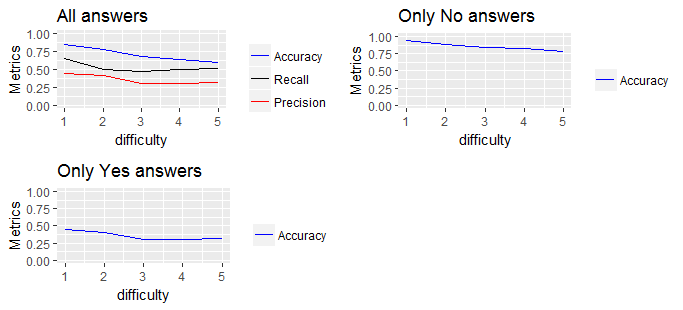 All answers
1.00
0.75
0.50
0.25
0.00
Metrics
1 2 3 4 5
difficulty
Accuracy
Recall
Precision
Only No answers
1.00
0.75
0.50
0.25
0.00
Metrics
1 2 3 4 5
difficulty
Accuracy
Only Yes answers
1.00
0.75
0.50
0.25
0.00
Metrics
1 2 3 4 5
difficulty
Accuracy